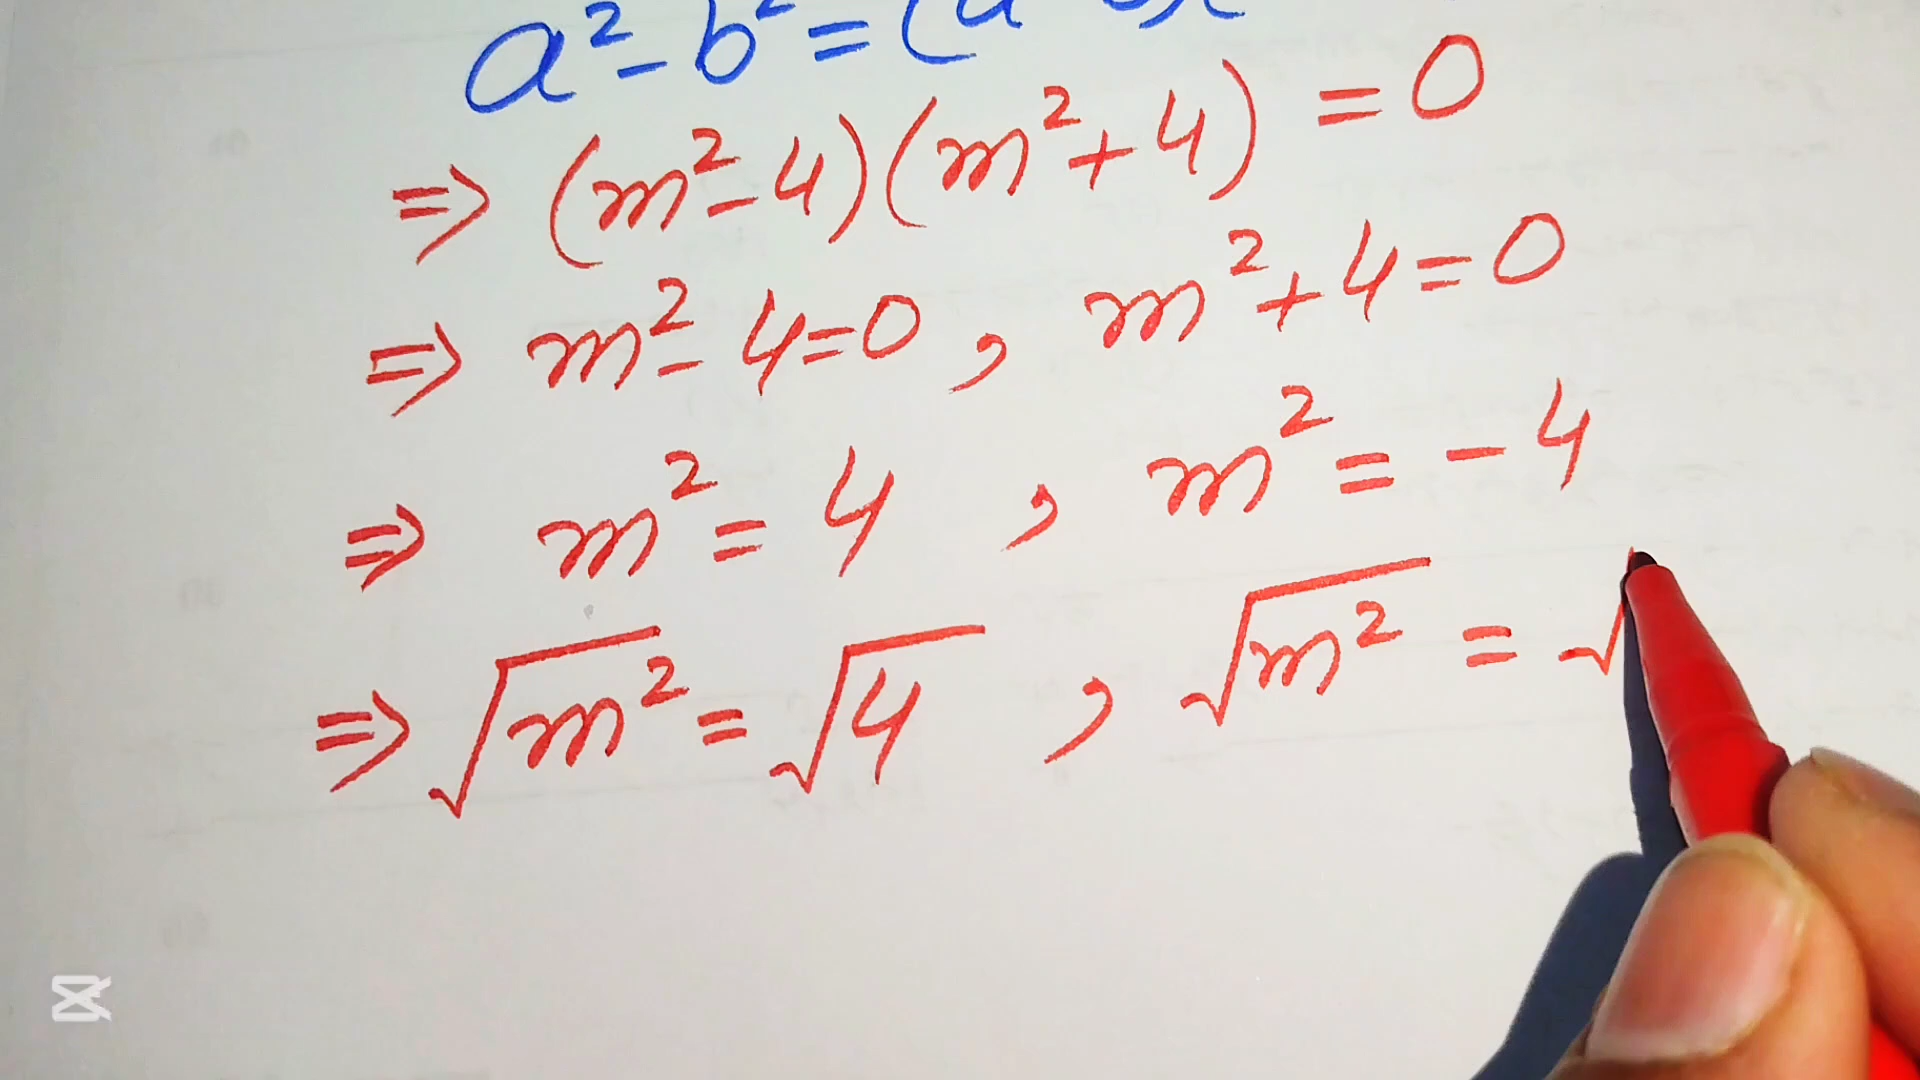 a² - b² = (a
⇒ (m² - 4)(m² + 4) = 0
⇒ m² - 4 = 0 , m² + 4 = 0
⇒ m² = 4 , m² = - 4
⇒ √m² = √4 , √m² = √